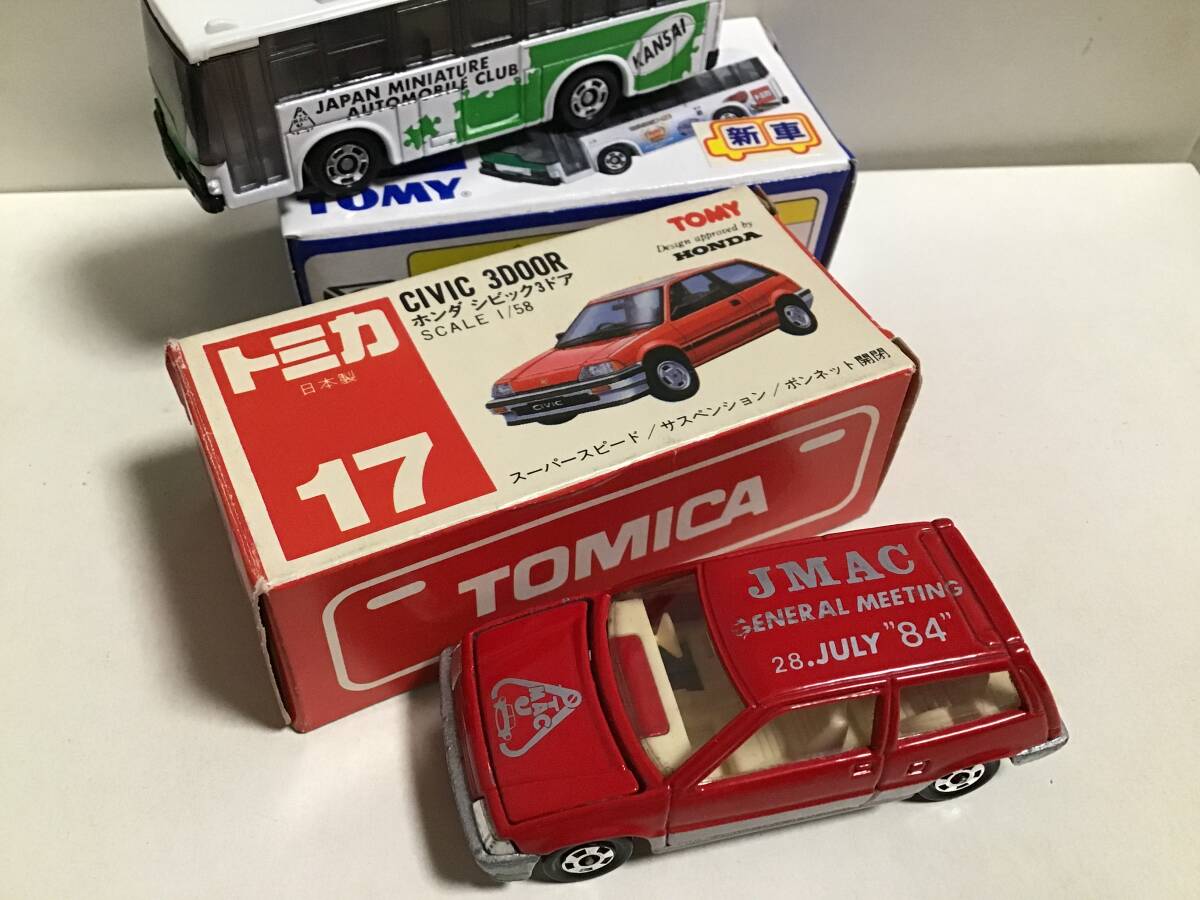 JAPAN MINIATURE
AUTOMOBILE CLUB
KANSAI
TOMY
新車
トミカ
日本製
17
CIVIC 3DOOR
ホンダ シビック3ドア
SCALE 1/58
TOMY
Design approved by
HONDA
CIVIC
スーパースピード/サスペンション/ボンネット開閉
TOMICA
JMAC
GENERAL MEETING
28.JULY "84"
JMAC